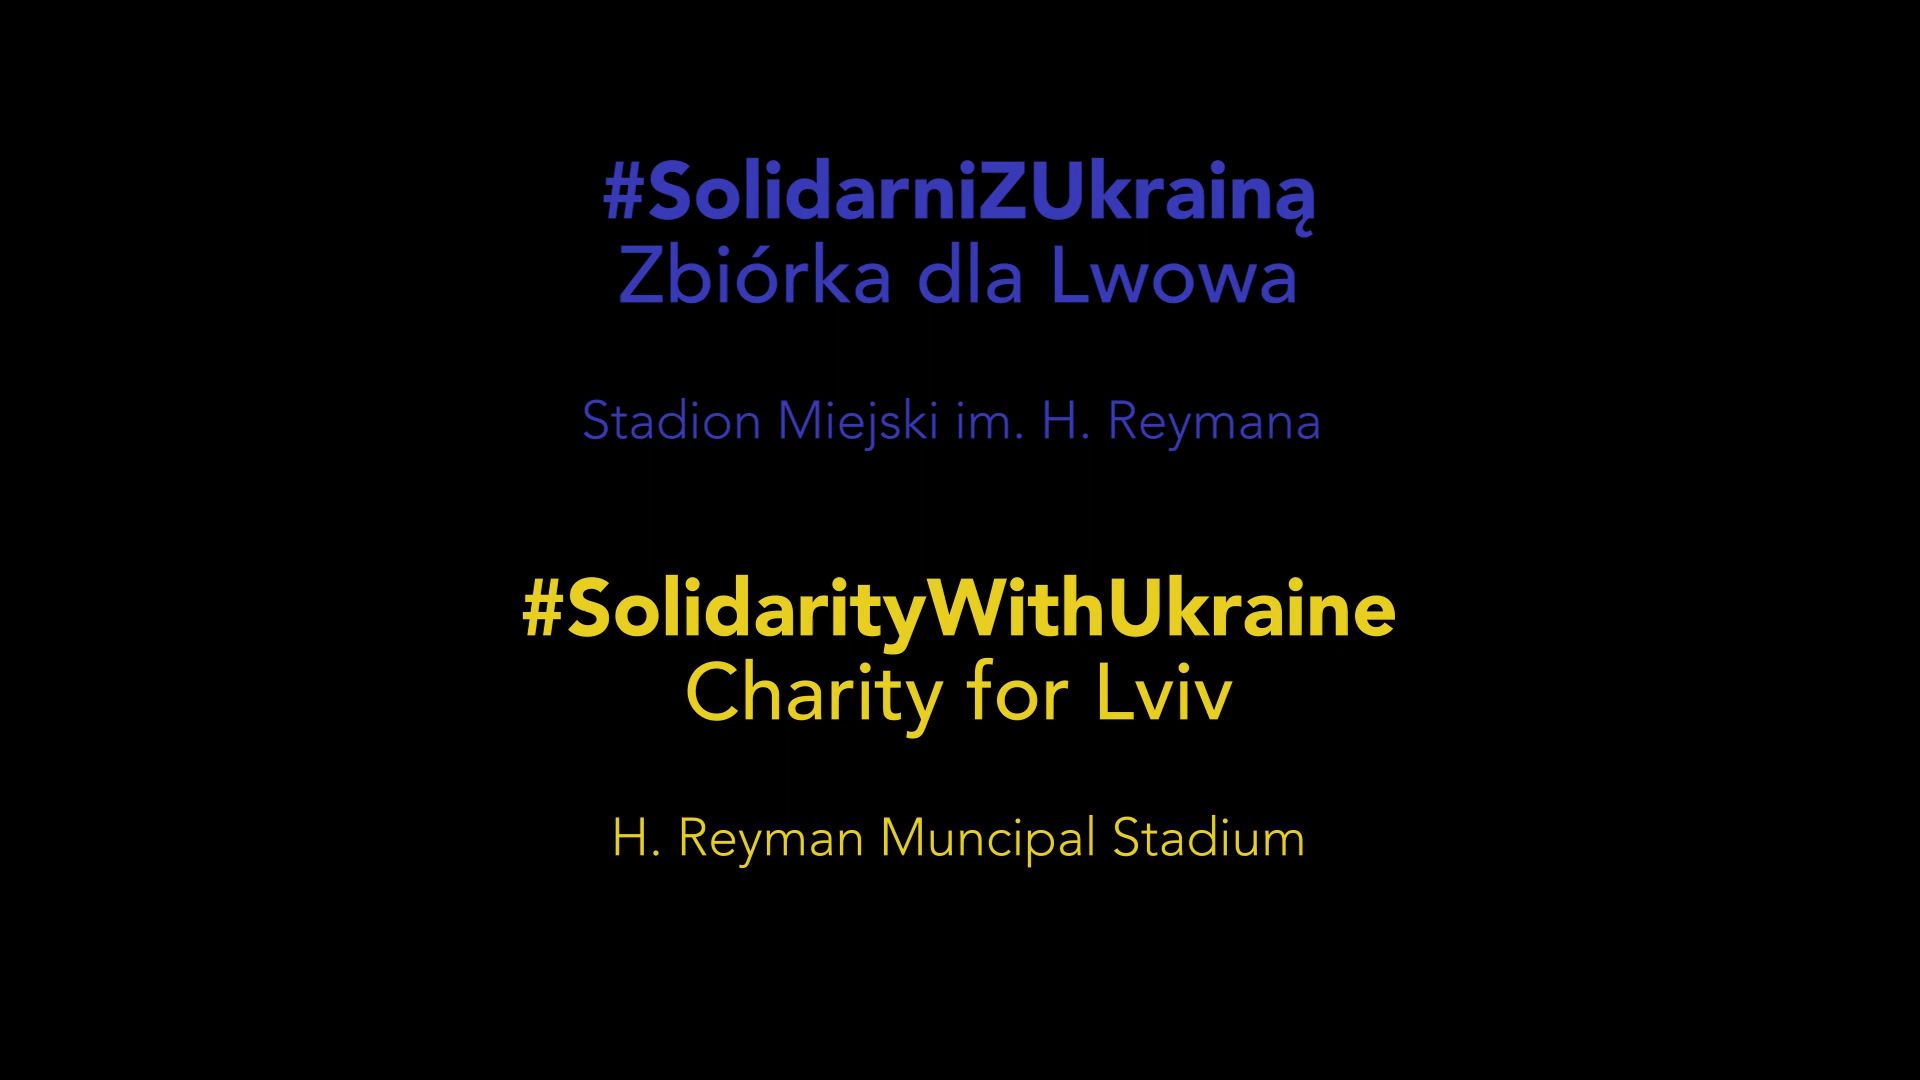 #SolidarniZUkrainą
Zbiórka dla Lwowa
Stadion Miejski im. H. Reymana
#SolidarityWithUkraine
Charity for Lviv
H. Reyman Muncipal Stadium